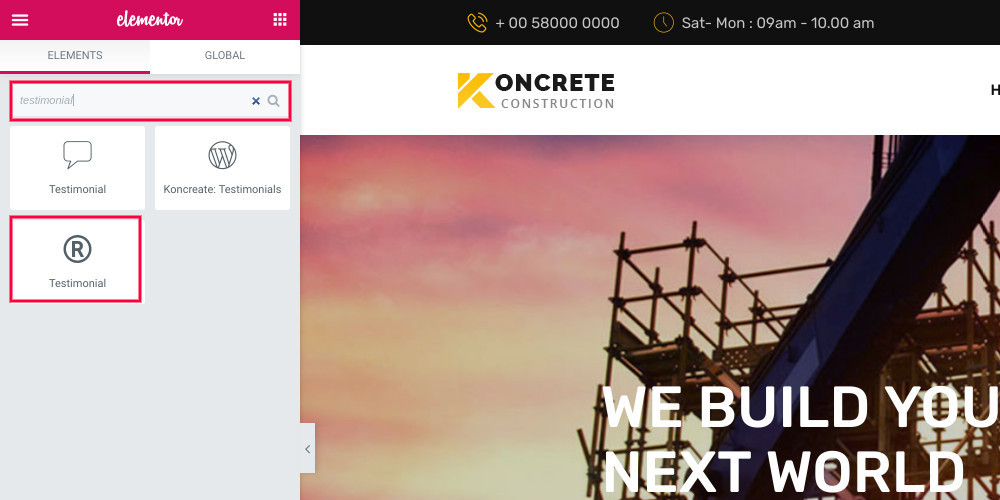 elementor
ELEMENTS GLOBAL
testimonial
Testimonial
Koncreate: Testimonials
Testimonial
+ 00 58000 0000 Sat- Mon : 09am - 10.00 am
KONCRETE
CONSTRUCTION
H
WE BUILD YOU
NEXT WORLD